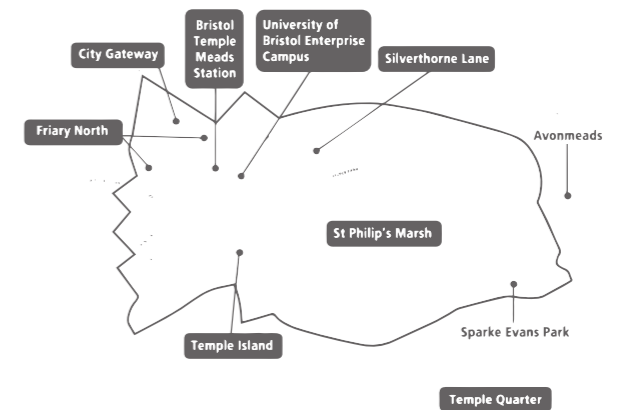 Bristol
Temple
Meads
Station
University of
Bristol Enterprise
Campus
City Gateway
Silverthorne Lane
Friary North
Avonmeads
St Philip's Marsh
Sparke Evans Park
Temple Island
Temple Quarter